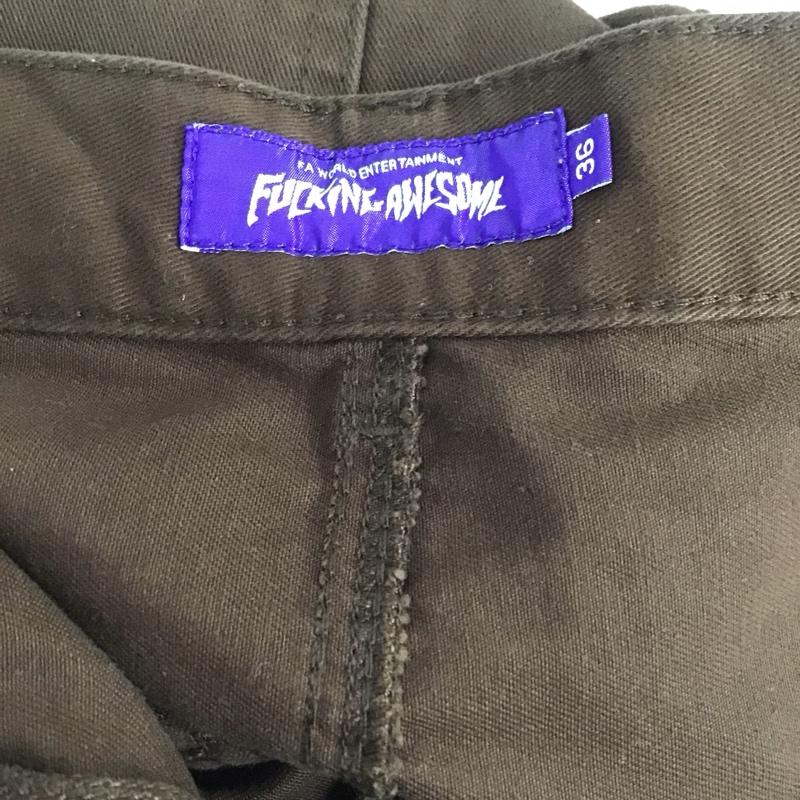 FA WORLD ENTERTAINMENT
FUCKING AWESOME
36